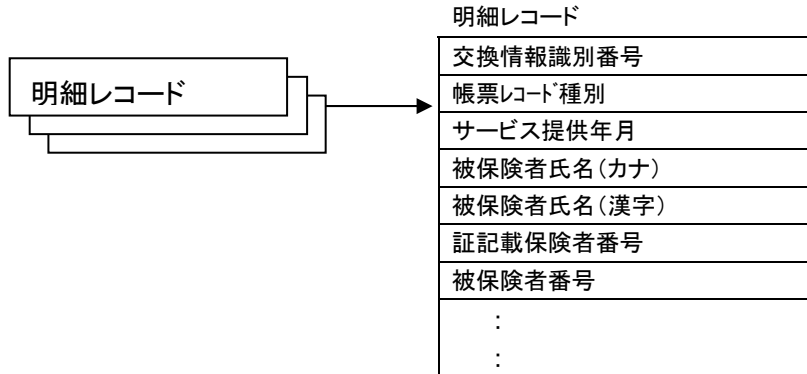 明細レコード
明細レコード
交換情報識別番号
帳票ﾚｺｰﾄﾞ種別
サービス提供年月
被保険者氏名（カナ）
被保険者氏名（漢字）
証記載保険者番号
被保険者番号
：
：